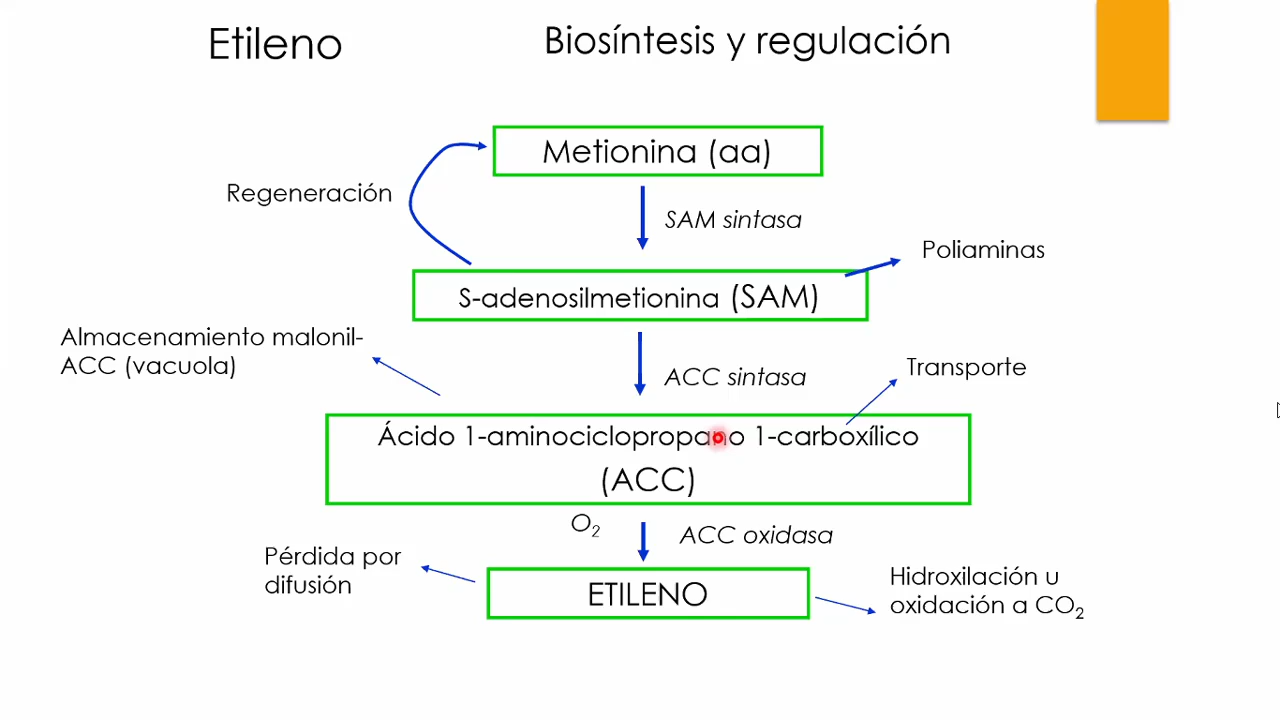 Etileno
Biosíntesis y regulación
Metionina (aa)
Regeneración
SAM sintasa
Poliaminas
S-adenosilmetionina (SAM)
Almacenamiento malonil-
ACC (vacuola)
ACC sintasa
Transporte
Ácido 1-aminociclopropano 1-carboxílico
(ACC)
O₂
ACC oxidasa
Pérdida por
difusión
ETILENO
Hidroxilación u
oxidación a CO₂